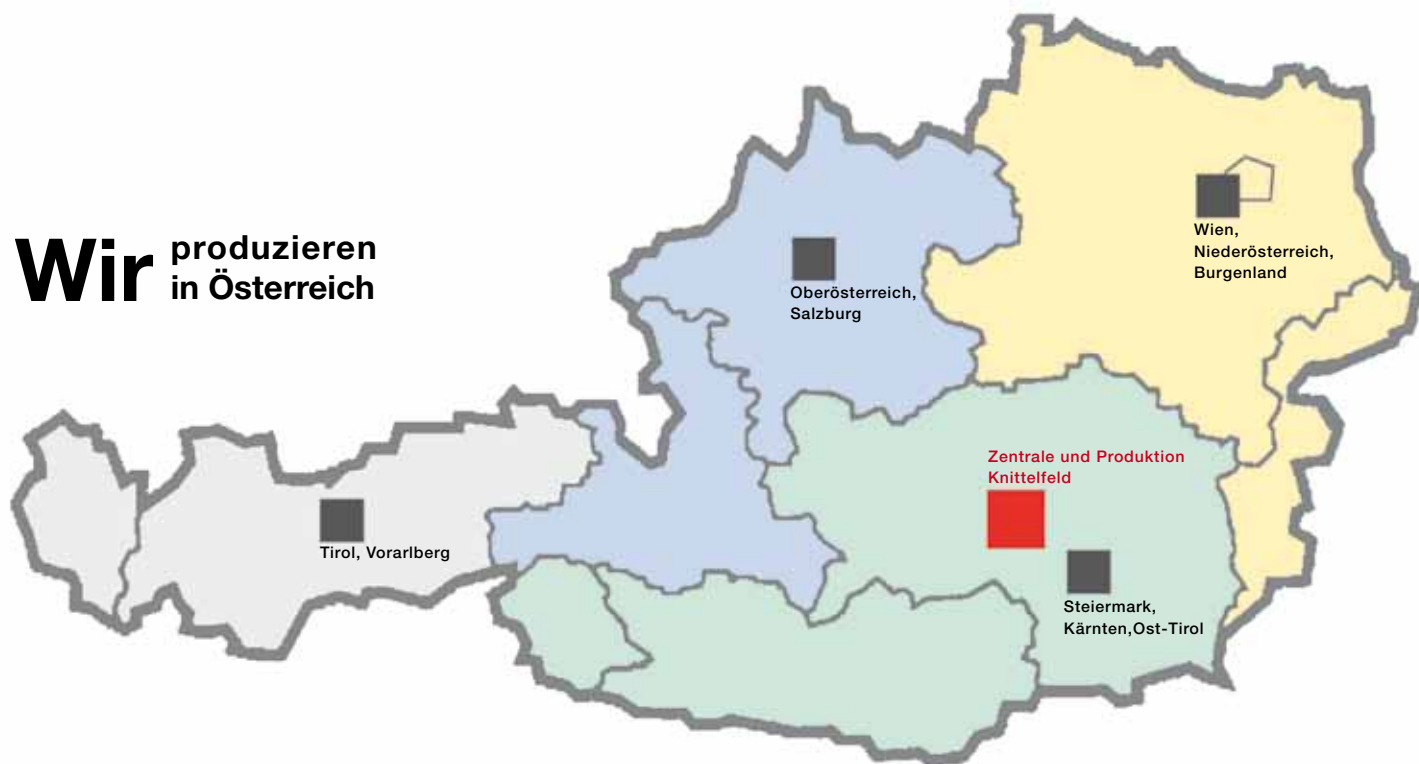 Wir produzieren
in Österreich
Wien,
Niederösterreich,
Burgenland
Oberösterreich,
Salzburg
Zentrale und Produktion
Knittelfeld
Tirol, Vorarlberg
Steiermark,
Kärnten,Ost-Tirol